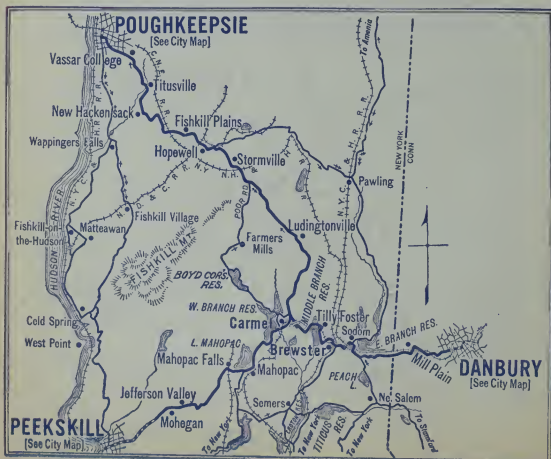 POUGHKEEPSIE
[See City Map]
Vassar College
C.N.E. R.R.
To Amenia
Titusville
New Hackensack
Fishkill Plains
Wappingers Falls
Hopewell
Stormville
NEW YORK
CONN
Pawling
HUDSON RIVER
Fishkill Village
POOR RD.
Fishkill-on-
the-Hudson
Matteawan
FISHKILL MTS.
Farmers
Mills
Ludingtonville
BOYD CORS.
RES.
MIDDLE BRANCH
RES.
W. BRANCH RES.
Cold Spring
Carmel
Tilly Foster
Sodom
E. BRANCH RES.
West Point
L. MAHOPAC
Brewster
Mill Plain
DANBURY
[See City Map]
Mahopac Falls
Mahopac
PEACH
L.
Jefferson Valley
Somers
No. Salem
PEEKSKILL
[See City Map]
Mohegan
To New York
To New York
TITICUS
RES.
To New York
To Stamford